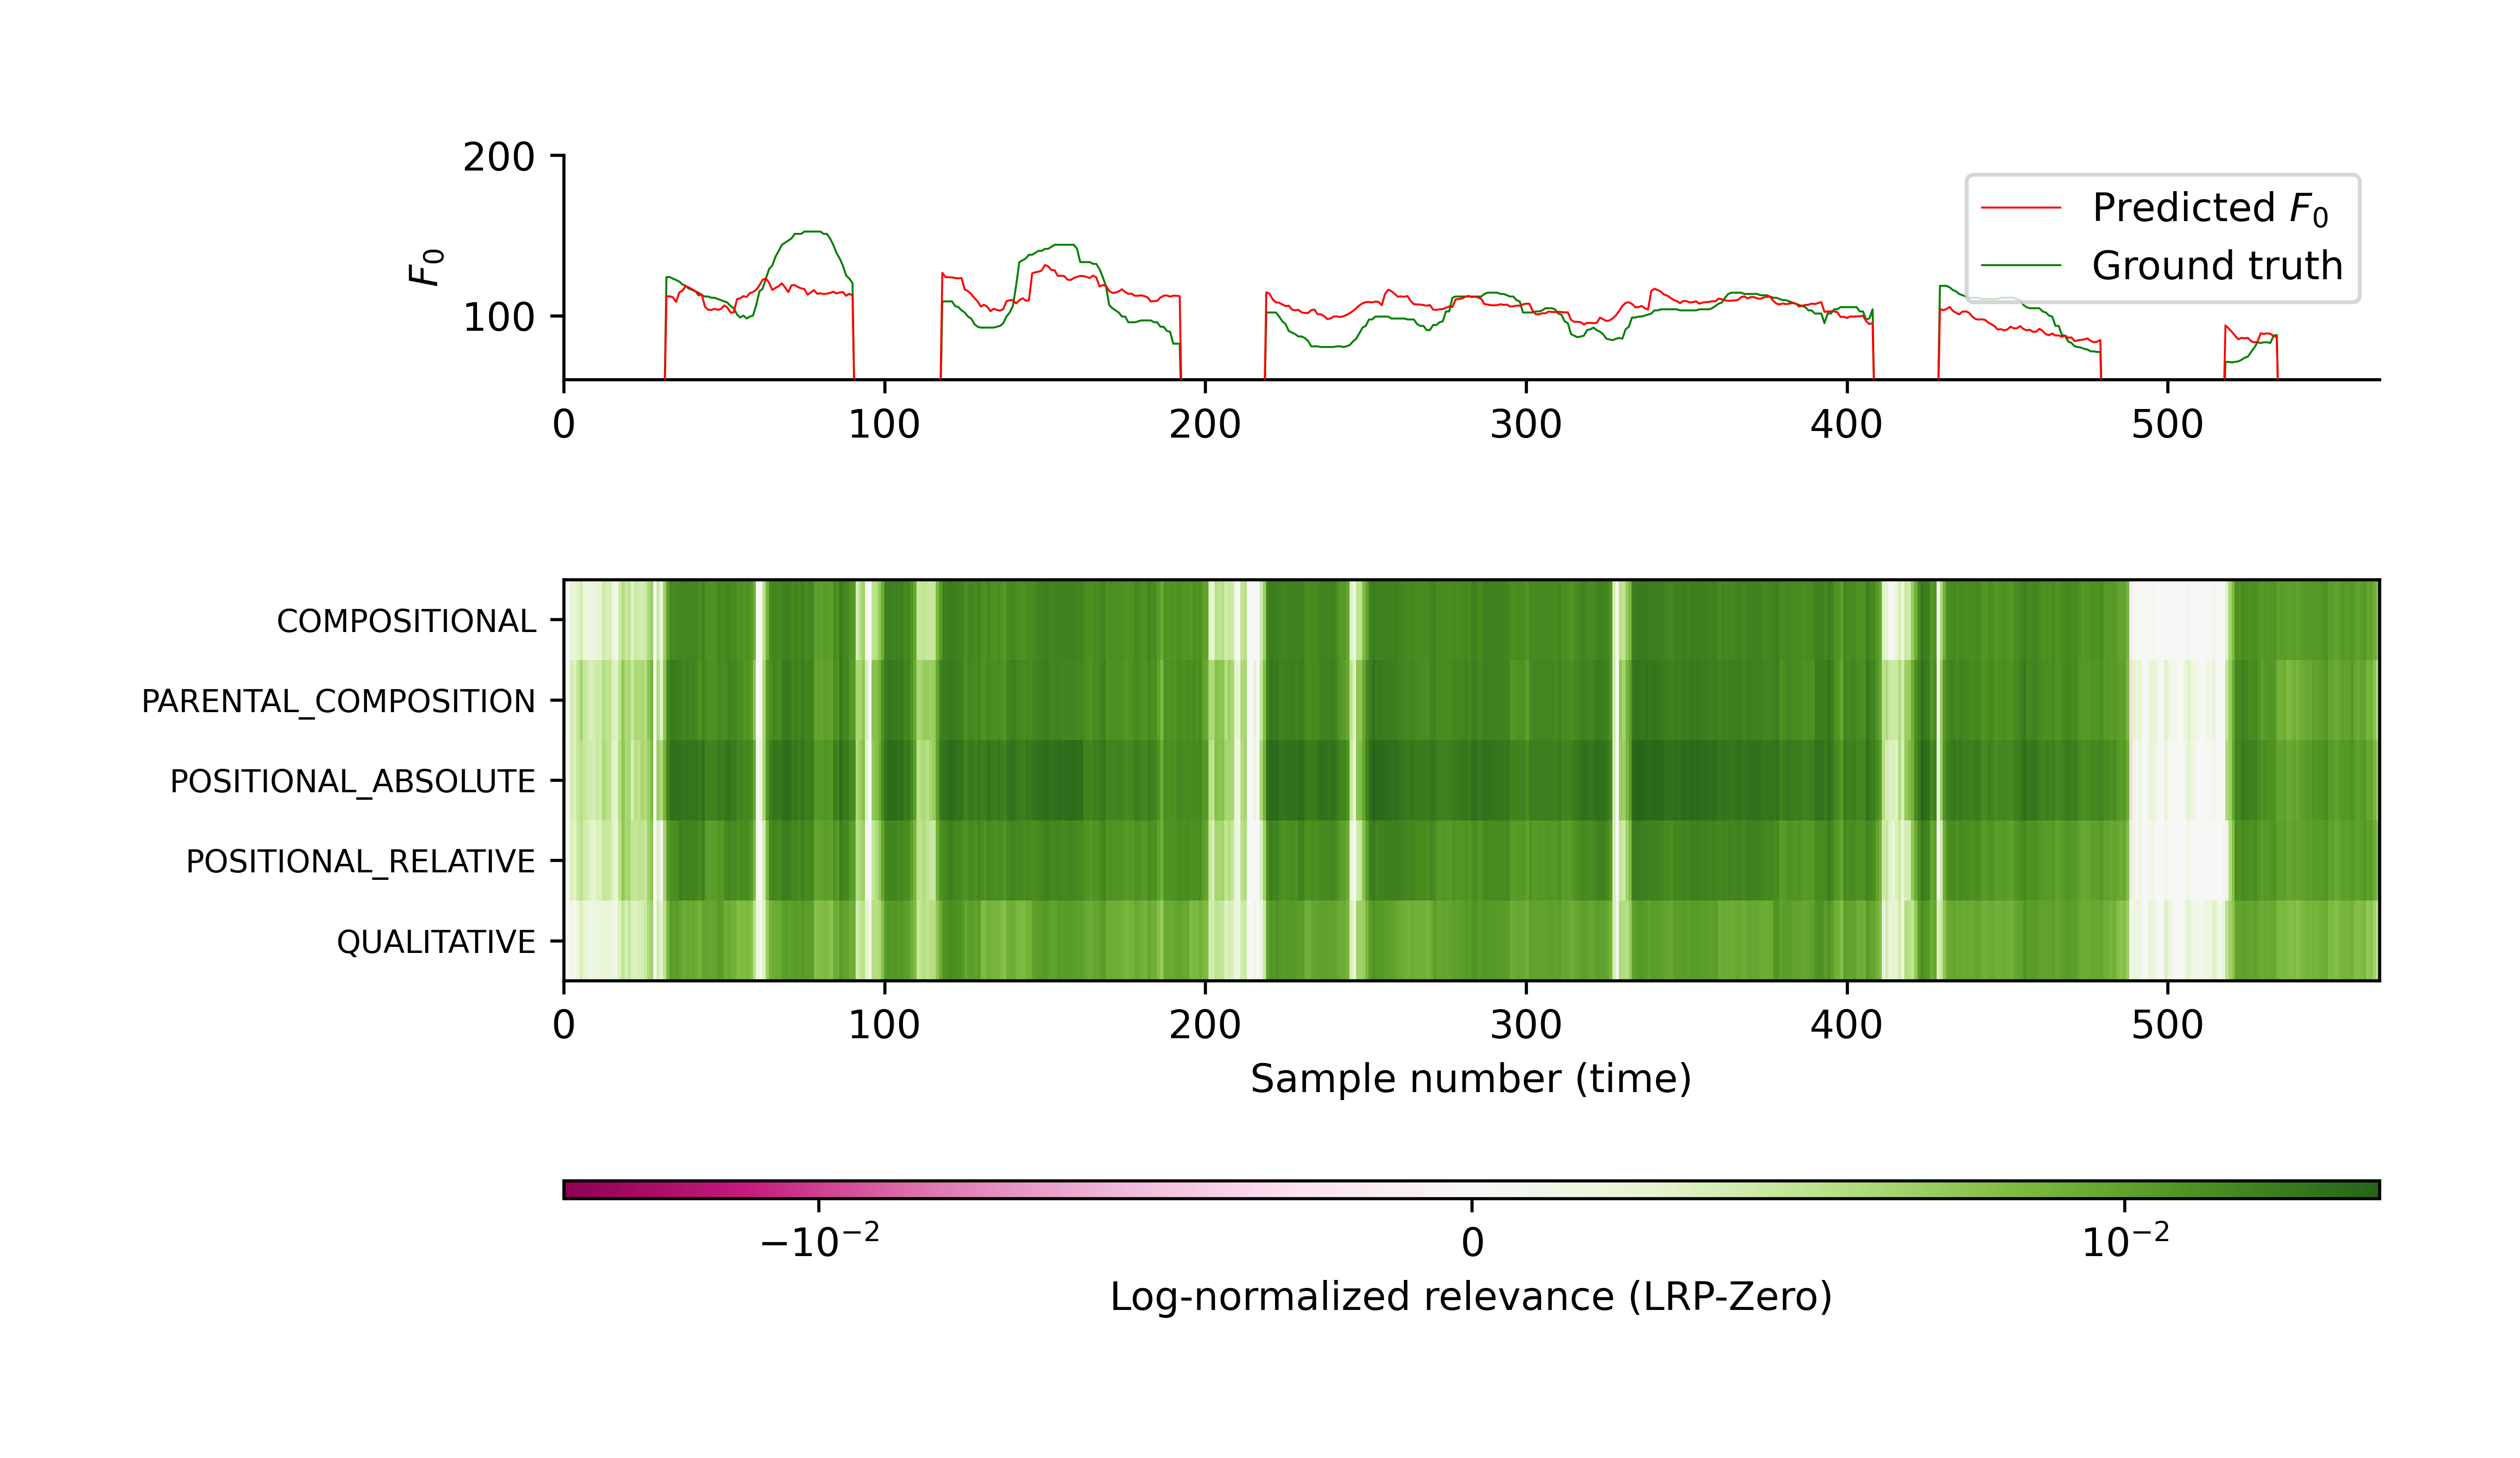 200
100
F₀
Predicted F₀
Ground truth
0 100 200 300 400 500
COMPOSITIONAL
PARENTAL_COMPOSITION
POSITIONAL_ABSOLUTE
POSITIONAL_RELATIVE
QUALITATIVE
0 100 200 300 400 500
Sample number (time)
−10⁻² 0 10⁻²
Log-normalized relevance (LRP-Zero)